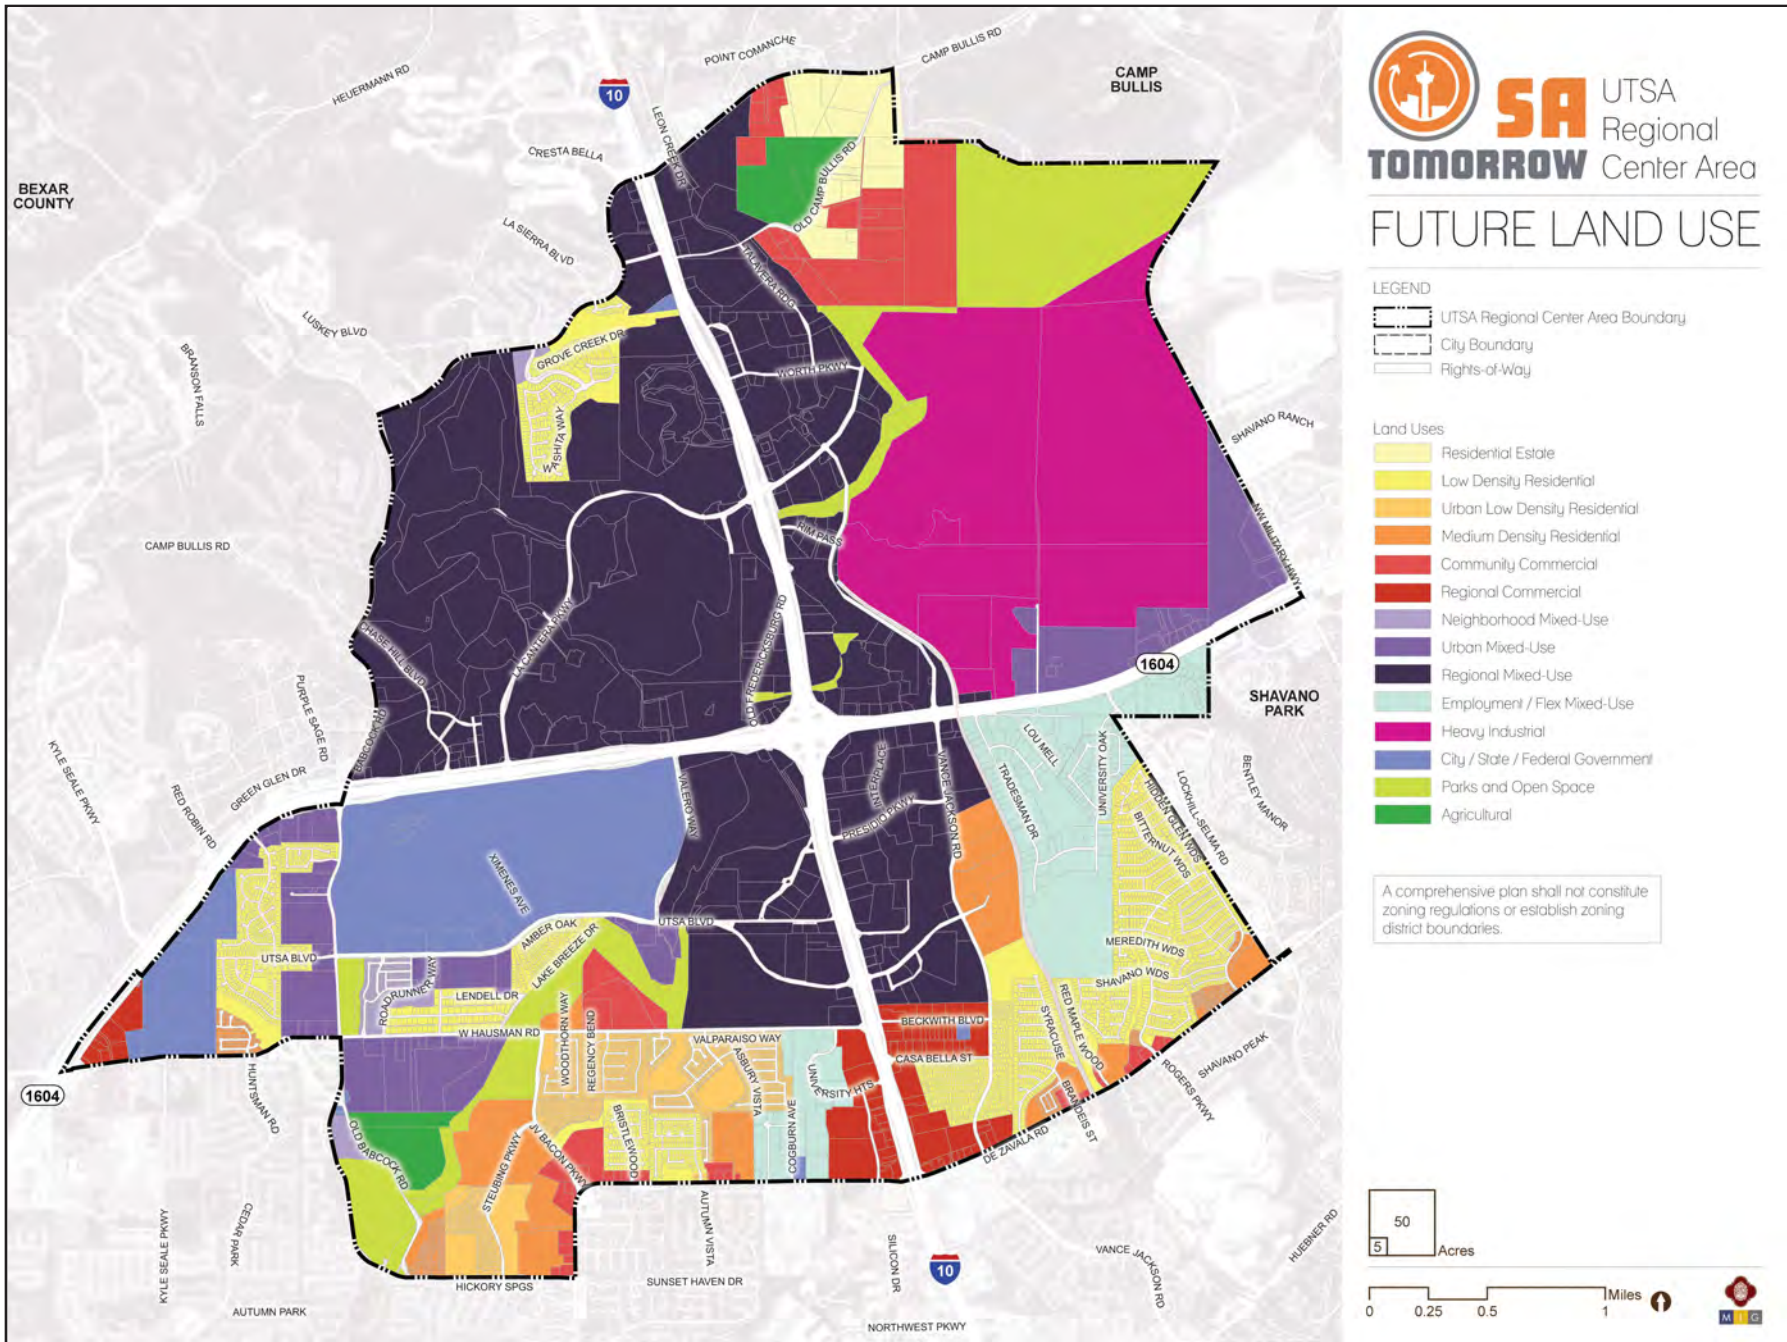 SA
TOMORROW
UTSA
Regional
Center Area
FUTURE LAND USE
LEGEND
UTSA Regional Center Area Boundary
City Boundary
Rights-of-Way
Land Uses
Residential Estate
Low Density Residential
Urban Low Density Residential
Medium Density Residential
Community Commercial
Regional Commercial
Neighborhood Mixed-Use
Urban Mixed-Use
Regional Mixed-Use
Employment / Flex Mixed-Use
Heavy Industrial
City / State / Federal Government
Parks and Open Space
Agricultural
A comprehensive plan shall not constitute
zoning regulations or establish zoning
district boundaries.
50
5
Acres
0
0.25
0.5
1
Miles
M I G
POINT COMANCHE
CAMP BULLIS RD
CAMP
BULLIS
HEUERMANN RD
10
LEON CREEK DR
CRESTA BELLA
OLD CAMP BULLIS RD
BEXAR
COUNTY
LA SIERRA BLVD
TALAVERA RDG
LUSKEY BLVD
GROVE CREEK DR
BRANSON FALLS
WORTH PKWY
WASHITA WAY
SHAVANO RANCH
NW MILITARY HWY
RIM PASS
CAMP BULLIS RD
CHASE HILL BLVD
LA CANTERA PKWY
OLD FREDERICKSBURG RD
1604
SHAVANO
PARK
PURPLE SAGE RD
BABCOCK RD
KYLE SEALE PKWY
GREEN GLEN DR
RED ROBIN RD
VALERO WAY
INTERPLACE
VANCE JACKSON RD
LOU MELL
UNIVERSITY OAK
TRADESMAN DR
LOCKHILL-SELMA RD
BENTLEY MANOR
HIDDEN GLEN WDS
BITTERNUT WDS
PRESIDIO PKWY
XIMENES AVE
UTSA BLVD
AMBER OAK
LAKE BREEZE DR
UTSA BLVD
ROADRUNNER WAY
LENDELL DR
MEREDITH WDS
SHAVANO WDS
W HAUSMAN RD
WOODTHORN WAY
REGENCY BEND
VALPARAISO WAY
ASBURY VISTA
BECKWITH BLVD
CASA BELLA ST
SYRACUSE
RED MAPLE WOOD
ROGERS PKWY
SHAVANO PEAK
UNIVERSITY HTS
1604
HUNTSMAN RD
OLD BABCOCK RD
BRISTLEWOOD
JV BACON PKWY
STEUBING PKWY
COGBURN AVE
BRANDEIS ST
DE ZAVALA RD
KYLE SEALE PKWY
CEDAR PARK
AUTUMN VISTA
SILICON DR
10
VANCE JACKSON RD
HUEBNER RD
HICKORY SPGS
SUNSET HAVEN DR
AUTUMN PARK
NORTHWEST PKWY